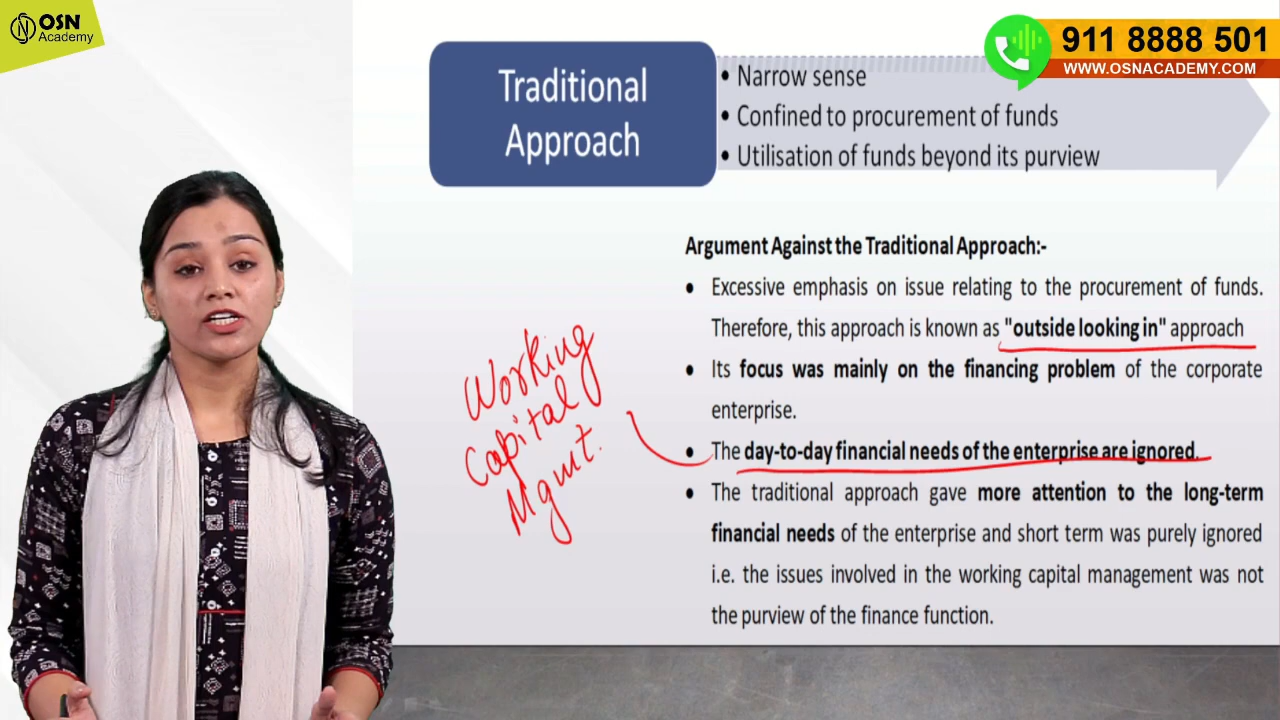 OSN
Academy
911 8888 501
WWW.OSNACADEMY.COM
Traditional
Approach
• Narrow sense
• Confined to procurement of funds
• Utilisation of funds beyond its purview
Argument Against the Traditional Approach:-
• Excessive emphasis on issue relating to the procurement of funds.
Therefore, this approach is known as "outside looking in" approach
• Its focus was mainly on the financing problem of the corporate
enterprise.
• The day-to-day financial needs of the enterprise are ignored.
• The traditional approach gave more attention to the long-term
financial needs of the enterprise and short term was purely ignored
i.e. the issues involved in the working capital management was not
the purview of the finance function.
Working
Capital
Mgmt.